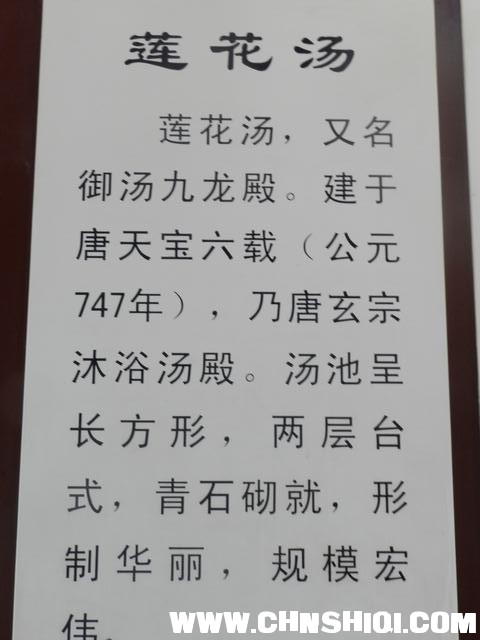 莲花汤
莲花汤，又名
御汤九龙殿。建于
唐天宝六载（公元
747年），乃唐玄宗
沐浴汤殿。汤池呈
长方形，两层台
式，青石砌就，形
制华丽，规模宏
伟。
WWW.CHNSHIQI.COM